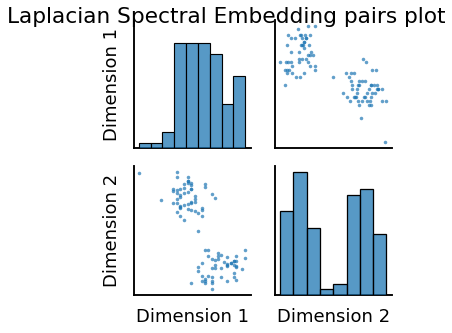 Laplacian Spectral Embedding pairs plot
Dimension 1
Dimension 2
Dimension 1
Dimension 2